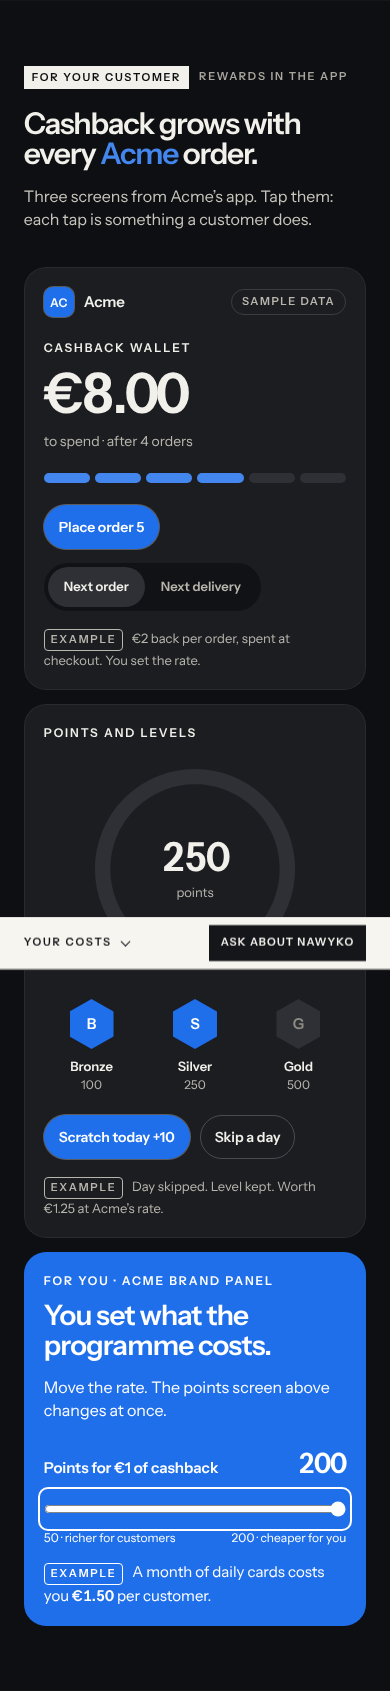 FOR YOUR CUSTOMER REWARDS IN THE APP
Cashback grows with
every Acme order.
Three screens from Acme's app. Tap them:
each tap is something a customer does.
AC Acme SAMPLE DATA
CASHBACK WALLET
€8.00
to spend · after 4 orders
Place order 5
Next order Next delivery
EXAMPLE €2 back per order, spent at
checkout. You set the rate.
POINTS AND LEVELS
250
points
YOUR COSTS ASK ABOUT NAWYKO
B S G
Bronze Silver Gold
100 250 500
Scratch today +10 Skip a day
EXAMPLE Day skipped. Level kept. Worth
€1.25 at Acme's rate.
FOR YOU · ACME BRAND PANEL
You set what the
programme costs.
Move the rate. The points screen above
changes at once.
Points for €1 of cashback 200
50 · richer for customers 200 · cheaper for you
EXAMPLE A month of daily cards costs
you €1.50 per customer.